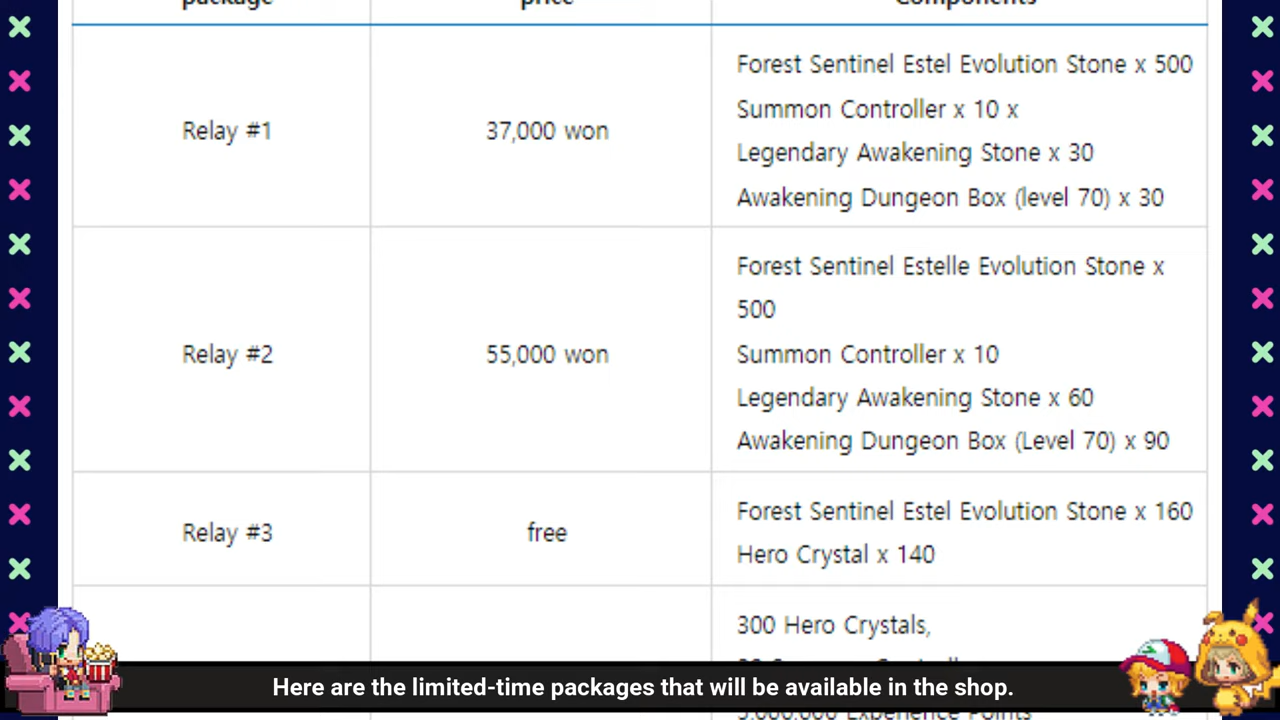 package price Components
Forest Sentinel Estel Evolution Stone x 500
Summon Controller x 10 x
Relay #1 37,000 won
Legendary Awakening Stone x 30
Awakening Dungeon Box (level 70) x 30
Forest Sentinel Estelle Evolution Stone x
500
Relay #2 55,000 won Summon Controller x 10
Legendary Awakening Stone x 60
Awakening Dungeon Box (Level 70) x 90
Forest Sentinel Estel Evolution Stone x 160
Relay #3 free
Hero Crystal x 140
300 Hero Crystals,
Here are the limited-time packages that will be available in the shop.
Experience Points